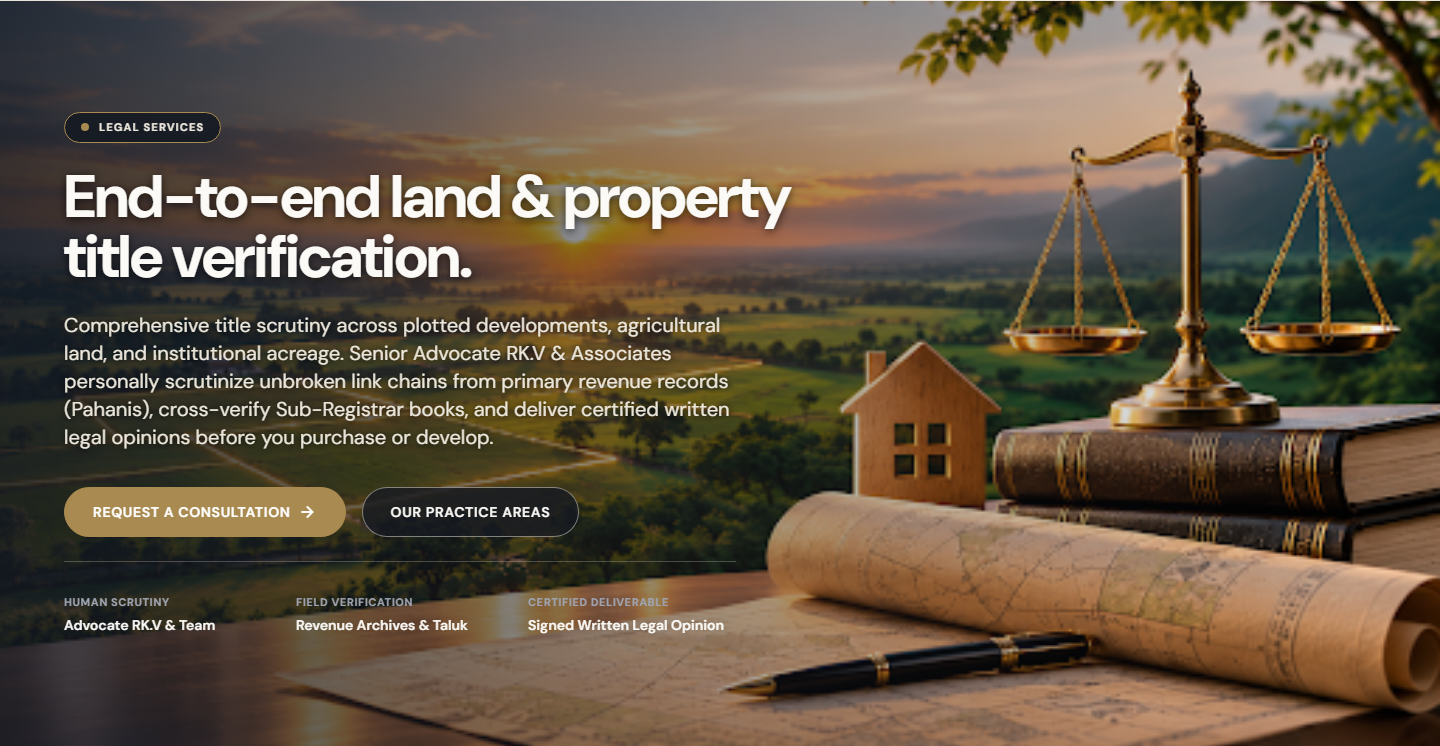 LEGAL SERVICES
End-to-end land & property
title verification.
Comprehensive title scrutiny across plotted developments, agricultural
land, and institutional acreage. Senior Advocate RK.V & Associates
personally scrutinize unbroken link chains from primary revenue records
(Pahanis), cross-verify Sub-Registrar books, and deliver certified written
legal opinions before you purchase or develop.
REQUEST A CONSULTATION →
OUR PRACTICE AREAS
HUMAN SCRUTINY
Advocate RK.V & Team
FIELD VERIFICATION
Revenue Archives & Taluk
CERTIFIED DELIVERABLE
Signed Written Legal Opinion